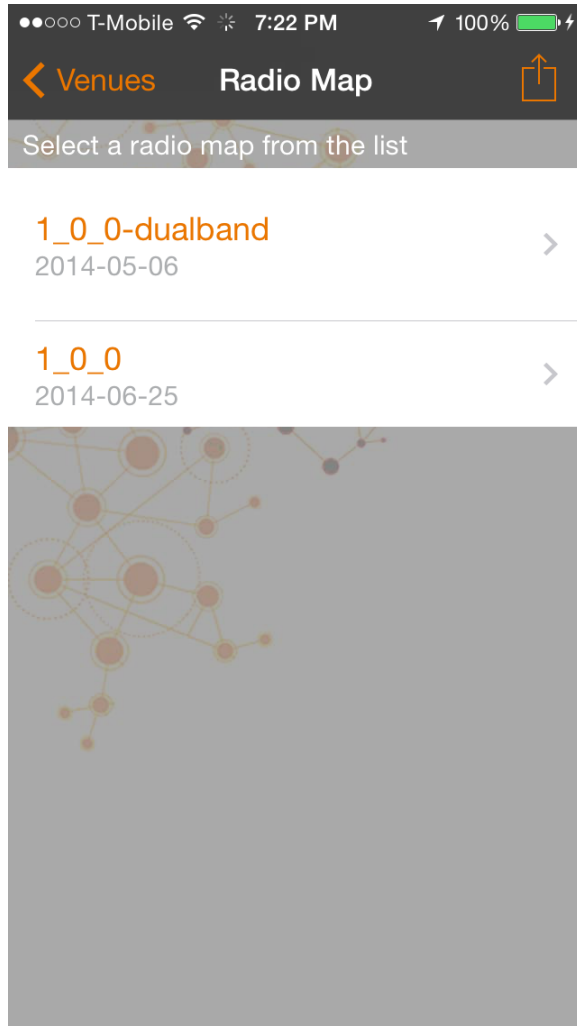 T-Mobile 7:22 PM 100%
Venues Radio Map
Select a radio map from the list
1_0_0-dualband
2014-05-06
1_0_0
2014-06-25